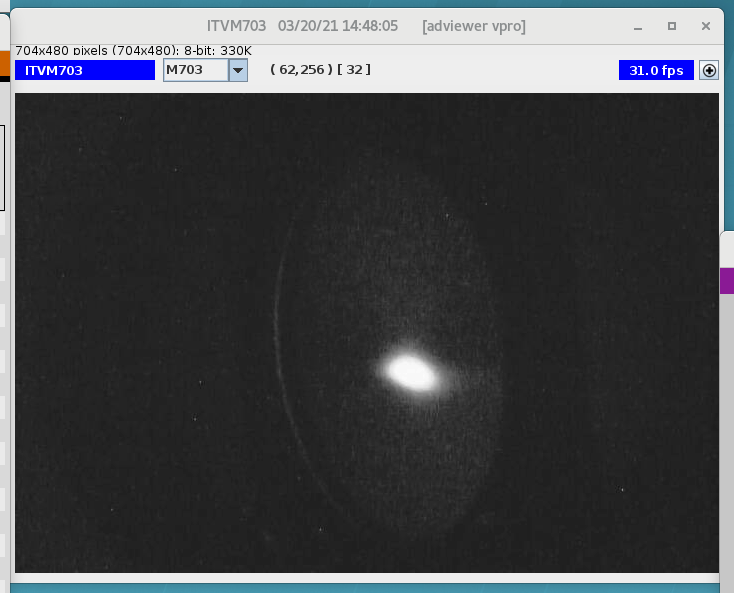 ITVM703 03/20/21 14:48:05 [adviewer vpro]
704x480 pixels (704x480): 8-bit: 330K
ITVM703 M703 ( 62,256 ) [ 32 ] 31.0 fps